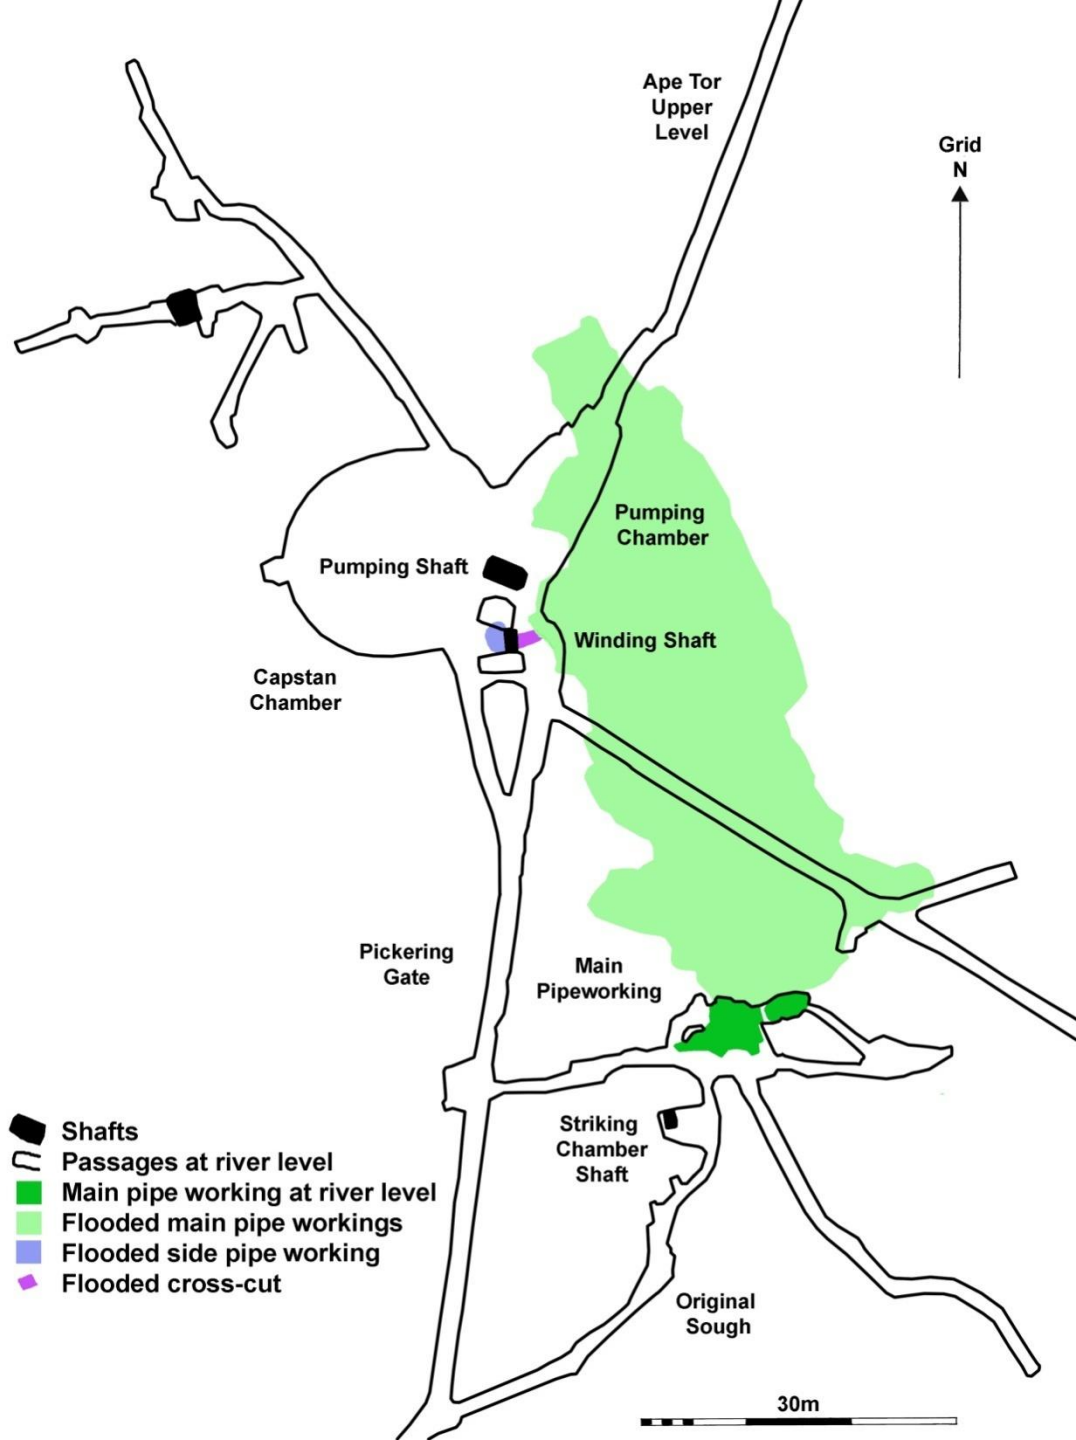 Ape Tor
Upper
Level
Grid
N
Pumping
Chamber
Pumping Shaft
Winding Shaft
Capstan
Chamber
Pickering
Gate
Main
Pipeworking
Striking
Chamber
Shaft
Shafts
Passages at river level
Main pipe working at river level
Flooded main pipe workings
Flooded side pipe working
Flooded cross-cut
Original
Sough
30m